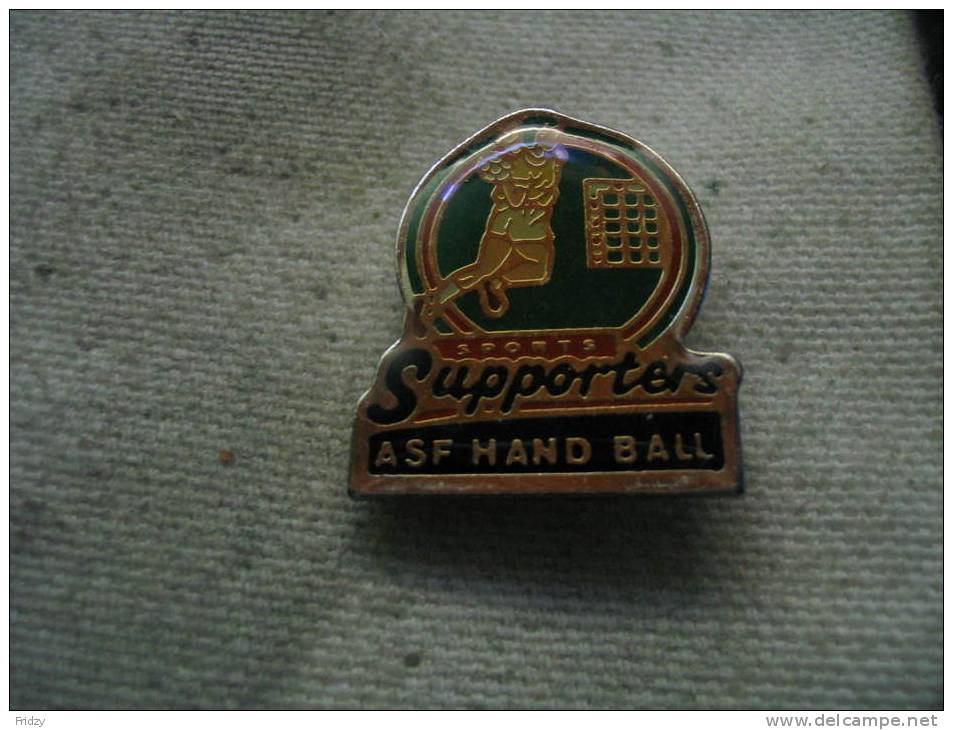 SPORTS
Supporters
ASF HAND BALL
Fridzy
www.delcampe.net